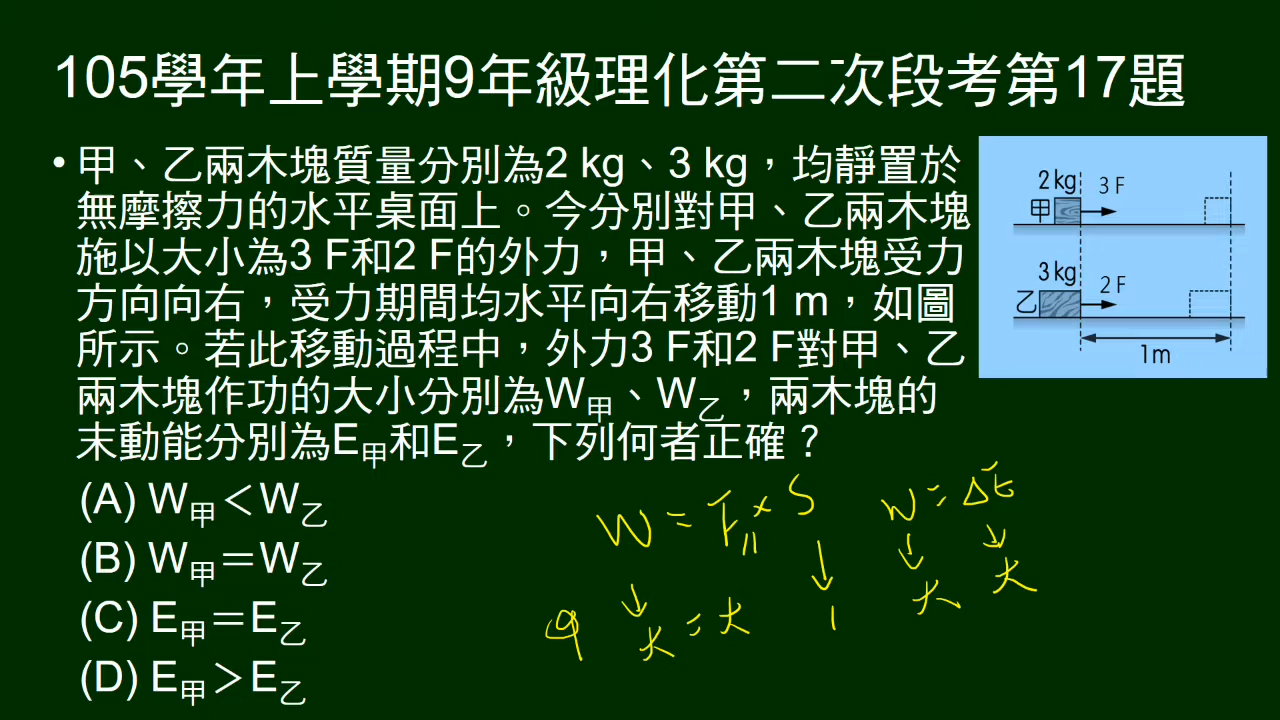 105學年上學期9年級理化第二次段考第17題
•甲、乙兩木塊質量分別為2 kg、3 kg，均靜置於
無摩擦力的水平桌面上。今分別對甲、乙兩木塊
施以大小為3 F和2 F的外力，甲、乙兩木塊受力
方向向右，受力期間均水平向右移動1 m，如圖
所示。若此移動過程中，外力3 F和2 F對甲、乙
兩木塊作功的大小分別為W甲、W乙，兩木塊的
末動能分別為E甲和E乙，下列何者正確？
(A) W甲＜W乙
(B) W甲＝W乙
(C) E甲＝E乙
(D) E甲＞E乙
2 kg
3 F
甲
3 kg
2 F
乙
1m
W = F∥ × S
↓ ↓
甲 大 = 大 1
W = ΔE
↓ ↓
大 大